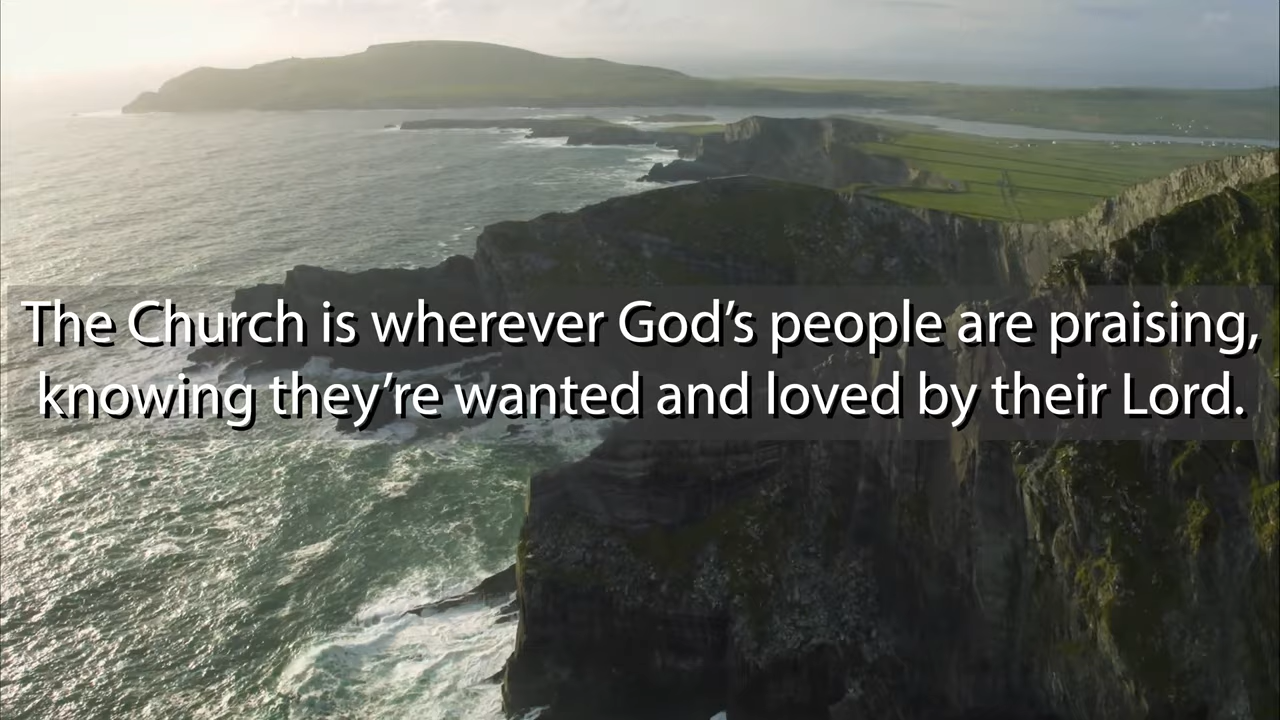 The Church is wherever God’s people are praising,
knowing they’re wanted and loved by their Lord.